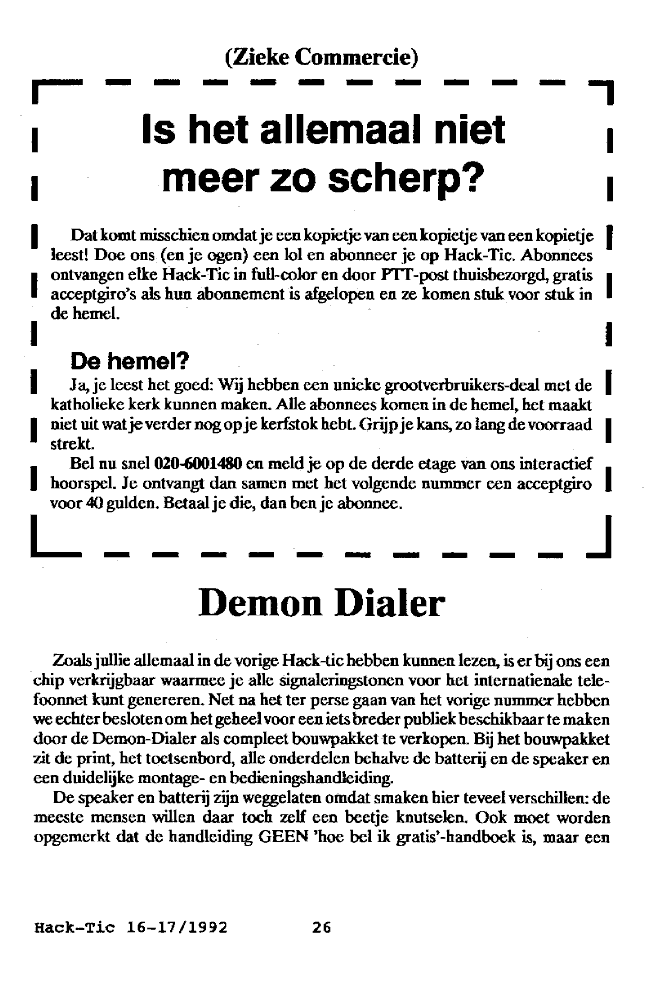 (Zieke Commercie)
Is het allemaal niet
meer zo scherp?
Dat komt misschien omdat je een kopietje van een kopietje van een kopietje
leest! Doe ons (en je ogen) een lol en abonneer je op Hack-Tic. Abonnees
ontvangen elke Hack-Tic in full-color en door PTT-post thuisbezorgd, gratis
acceptgiro's als hun abonnement is afgelopen en ze komen stuk voor stuk in
de hemel.
De hemel?
Ja, je leest het goed: Wij hebben een unieke grootverbruikers-deal met de
katholieke kerk kunnen maken. Alle abonnees komen in de hemel, het maakt
niet uit wat je verder nog op je kerfstok hebt. Grijp je kans, zo lang de voorraad
strekt.
Bel nu snel 020-6001480 en meld je op de derde etage van ons interactief
hoorspel. Je ontvangt dan samen met het volgende nummer een acceptgiro
voor 40 gulden. Betaal je die, dan ben je abonnee.
Demon Dialer
Zoals jullie allemaal in de vorige Hack-tic hebben kunnen lezen, is er bij ons een
chip verkrijgbaar waarmee je alle signaleringstonen voor het internatienale tele-
foonnet kunt genereren. Net na het ter perse gaan van het vorige nummer hebben
we echter besloten om het geheel voor een iets breder publiek beschikbaar te maken
door de Demon-Dialer als compleet bouwpakket te verkopen. Bij het bouwpakket
zit de print, het toetsenbord, alle onderdelen behalve de batterij en de speaker en
een duidelijke montage- en bedieningshandleiding.
De speaker en batterij zijn weggelaten omdat smaken hier teveel verschillen: de
meeste mensen willen daar toch zelf een beetje knutselen. Ook moet worden
opgemerkt dat de handleiding GEEN 'hoe bel ik gratis'-handboek is, maar een
Hack-Tic 16-17/1992 26